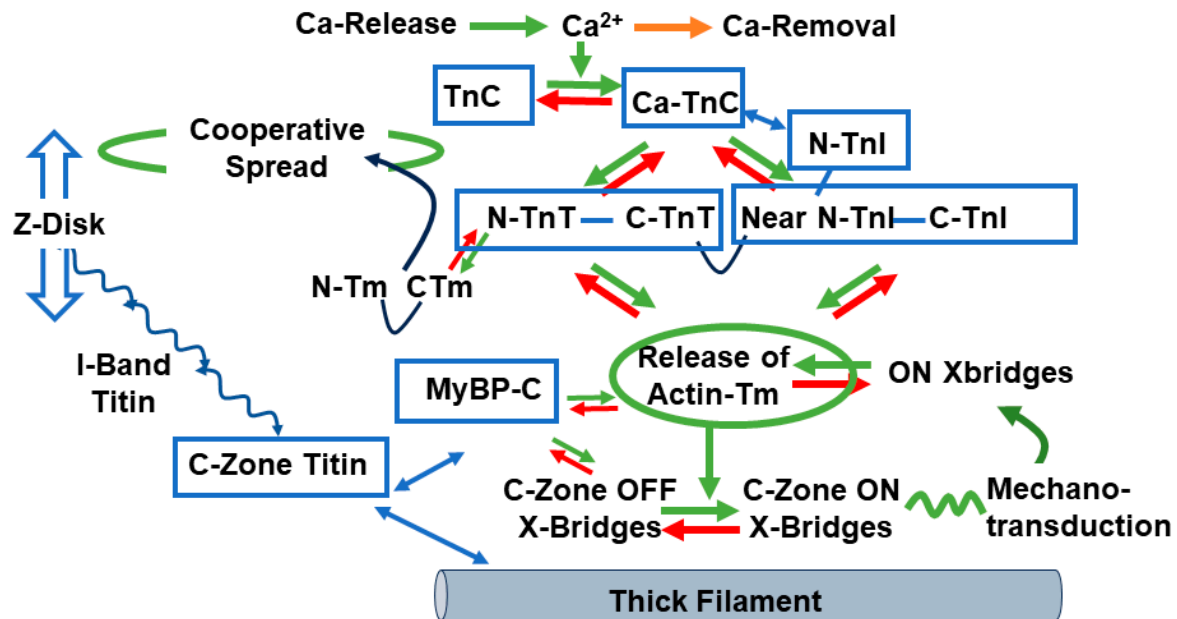 Ca-Release Ca²⁺ Ca-Removal
TnC
Ca-TnC
N-TnI
Cooperative
Spread
Z-Disk
N-TnT C-TnT
Near N-TnI C-TnI
N-Tm CTm
I-Band
Titin
MyBP-C
Release of
Actin-Tm
ON Xbridges
C-Zone Titin
C-Zone OFF
X-Bridges
C-Zone ON
X-Bridges
Mechano-
transduction
Thick Filament